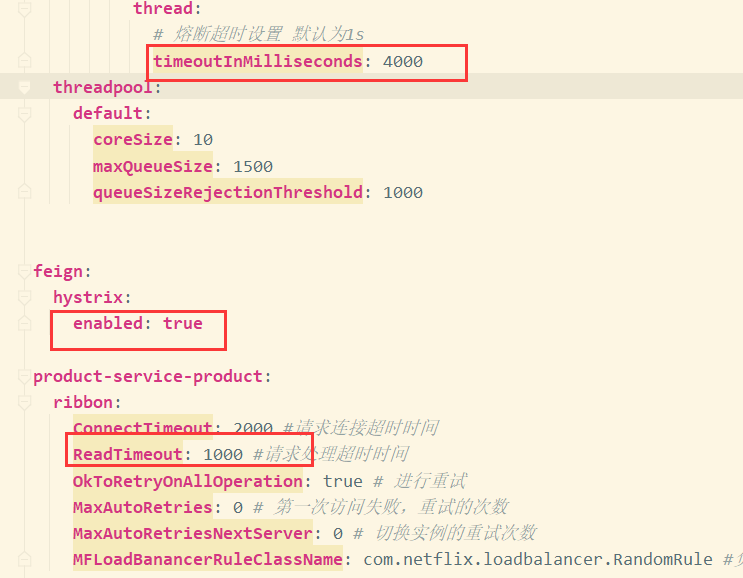 thread:
# 熔断超时设置 默认为1s
timeoutInMilliseconds: 4000
threadpool:
default:
coreSize: 10
maxQueueSize: 1500
queueSizeRejectionThreshold: 1000
feign:
hystrix:
enabled: true
product-service-product:
ribbon:
ConnectTimeout: 2000 #请求连接超时时间
ReadTimeout: 1000 #请求处理超时时间
OkToRetryOnAllOperation: true # 进行重试
MaxAutoRetries: 0 # 第一次访问失败，重试的次数
MaxAutoRetriesNextServer: 0 # 切换实例的重试次数
MFLoadBanancerRuleClassName: com.netflix.loadbalancer.RandomRule #